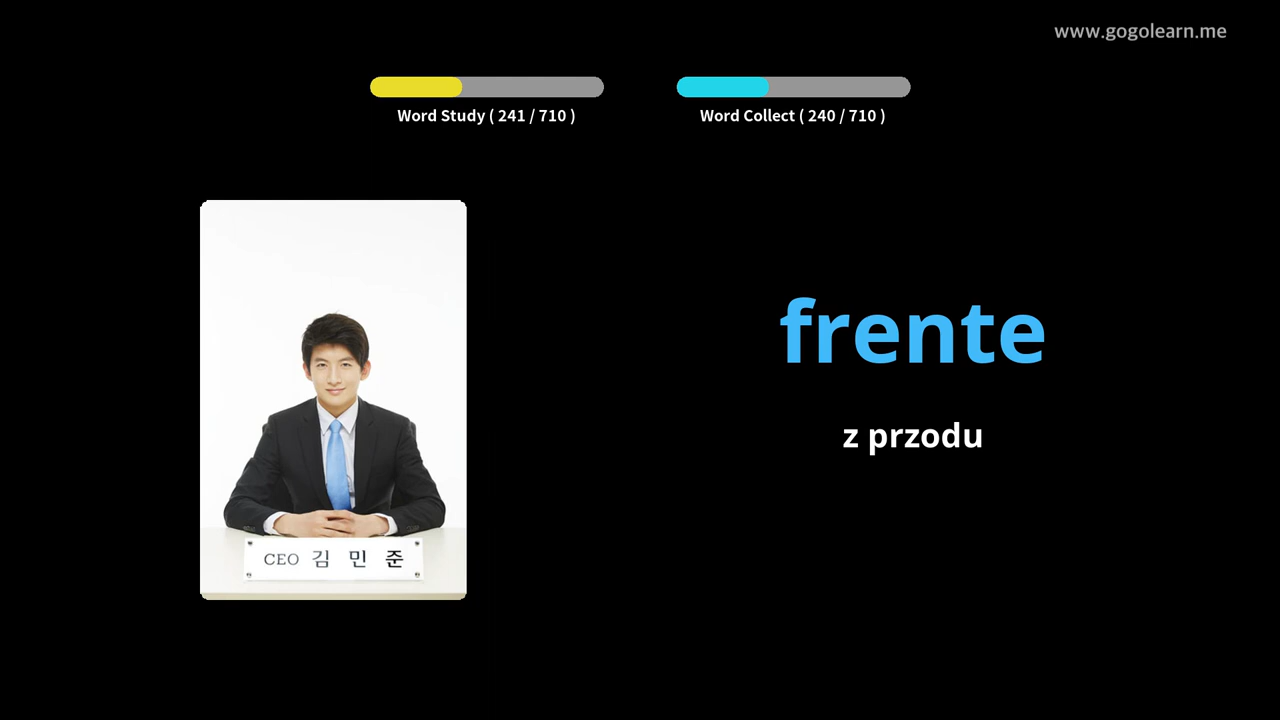 www.gogolearn.me
Word Study ( 241 / 710 )
Word Collect ( 240 / 710 )
frente
z przodu
CEO 김 민 준